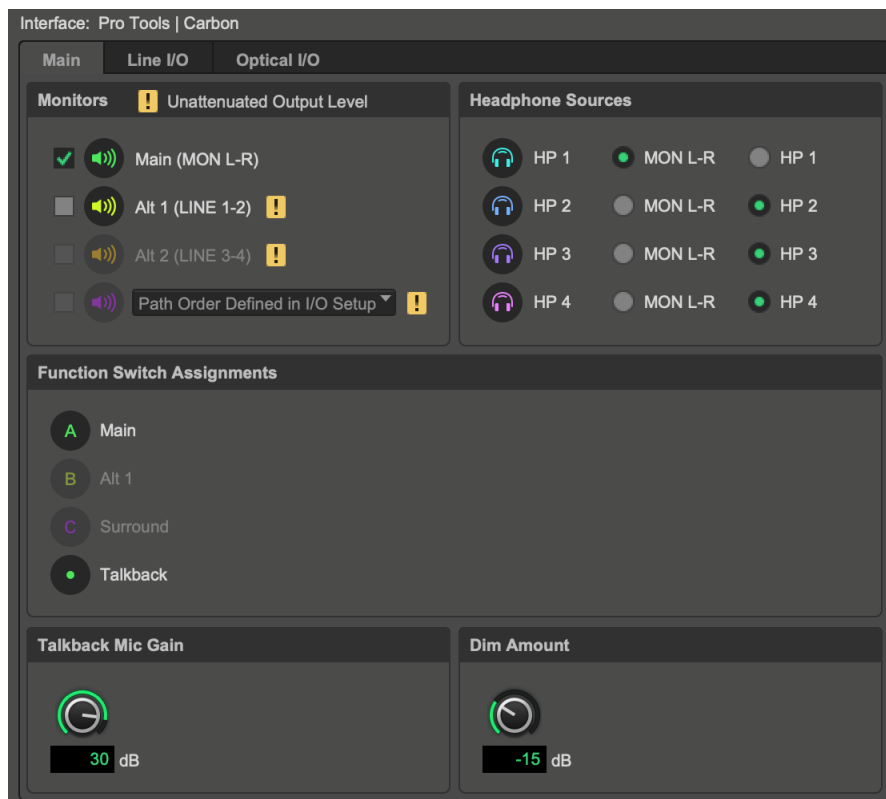 Interface: Pro Tools | Carbon
Main Line I/O Optical I/O
Monitors ! Unattenuated Output Level
Main (MON L-R)
Alt 1 (LINE 1-2) !
Alt 2 (LINE 3-4) !
Path Order Defined in I/O Setup !
Headphone Sources
HP 1 MON L-R HP 1
HP 2 MON L-R HP 2
HP 3 MON L-R HP 3
HP 4 MON L-R HP 4
Function Switch Assignments
A Main
B Alt 1
C Surround
Talkback
Talkback Mic Gain
30 dB
Dim Amount
-15 dB